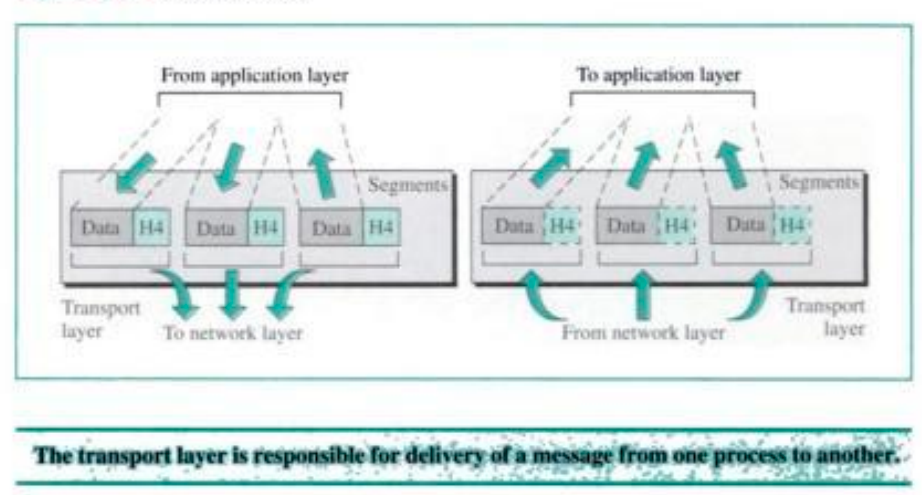 From application layer
To application layer
Segments
Data H4 Data H4 Data H4
Transport
layer
To network layer
Segments
Data H4 Data H4 Data H4
From network layer
Transport
layer
The transport layer is responsible for delivery of a message from one process to another.